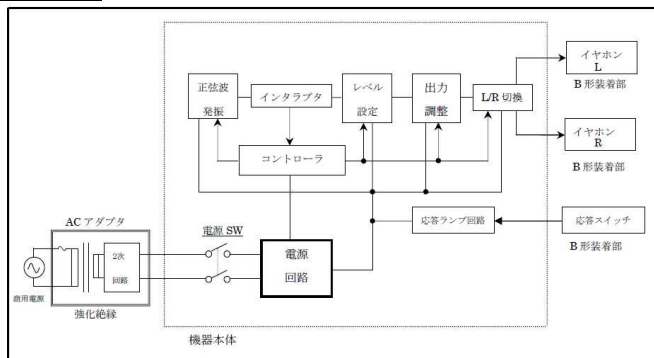 イヤホン
L
B 形装着部
正弦波
発振
インタラプタ
レベル
設定
出力
調整
L/R 切換
イヤホン
R
B 形装着部
コントローラ
応答ランプ回路
応答スイッチ
B 形装着部
AC アダプタ
電源 SW
2次
回路
電源
回路
商用電源
強化絶縁
機器本体